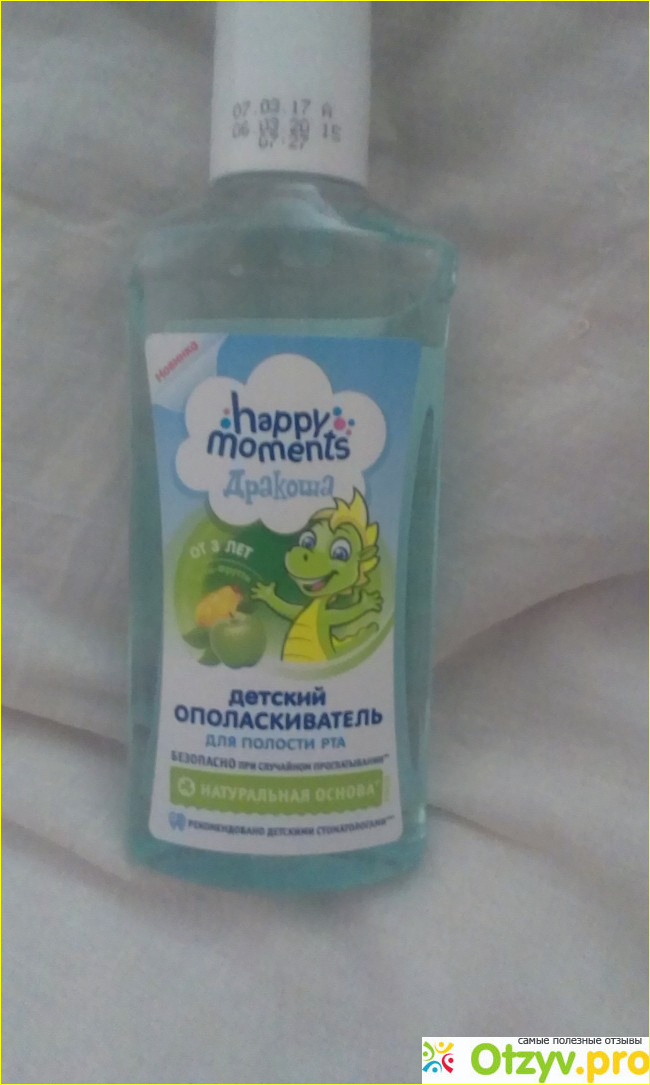 07.03.17 A
06 03 20 15
07:27
Новинка
happy
moments
Дракоша
ОТ 3 ЛЕТ
детский
ОПОЛАСКИВАТЕЛЬ
ДЛЯ ПОЛОСТИ РТА
БЕЗОПАСНО ПРИ СЛУЧАЙНОМ ПРОГЛАТЫВАНИИ**
НАТУРАЛЬНАЯ ОСНОВА*
РЕКОМЕНДОВАНО ДЕТСКИМИ СТОМАТОЛОГАМИ***
самые полезные отзывы
Otzyv.pro